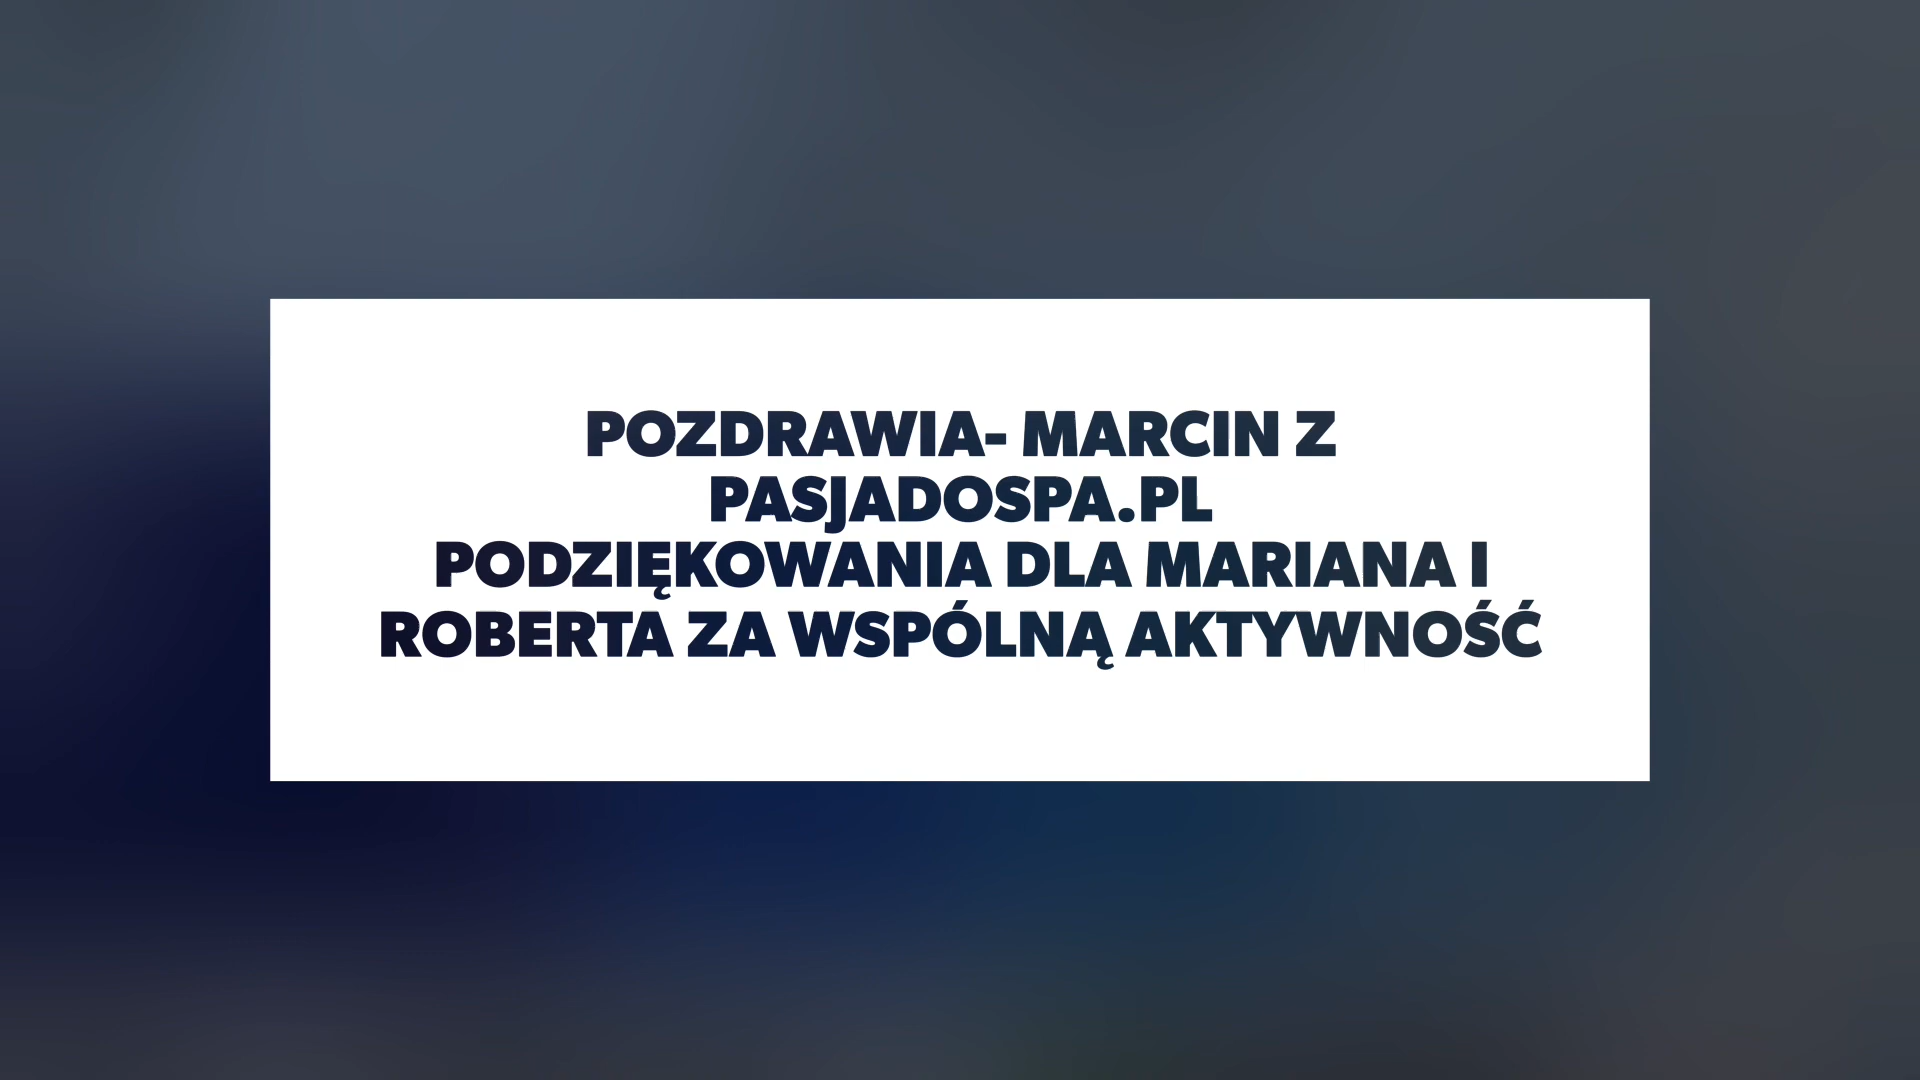 POZDRAWIA- MARCIN Z
PASJADOSPA.PL
PODZIĘKOWANIA DLA MARIANA I
ROBERTA ZA WSPÓLNĄ AKTYWNOŚĆ